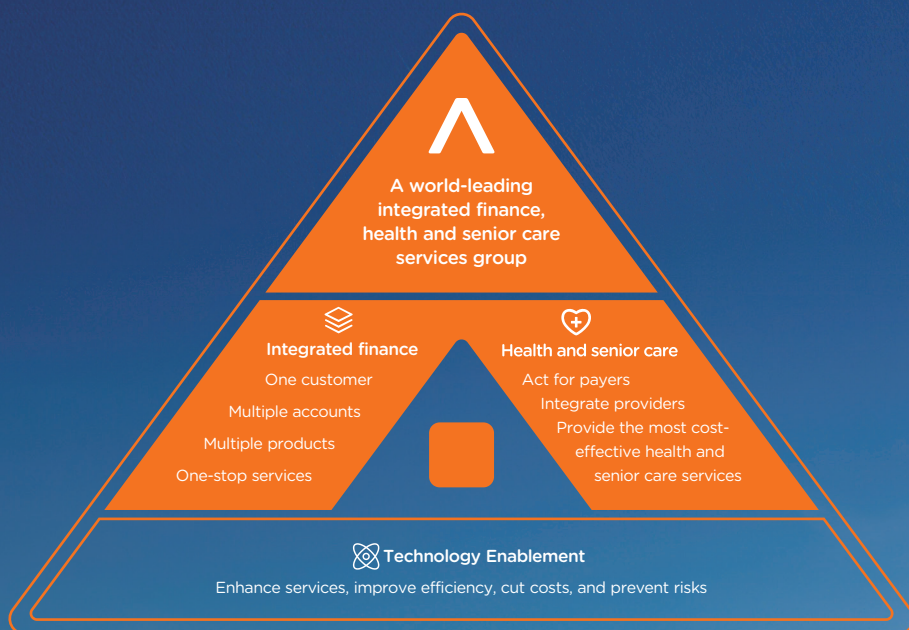 A world-leading
integrated finance,
health and senior care
services group
Integrated finance
One customer
Multiple accounts
Multiple products
One-stop services
Health and senior care
Act for payers
Integrate providers
Provide the most cost-
effective health and
senior care services
Technology Enablement
Enhance services, improve efficiency, cut costs, and prevent risks